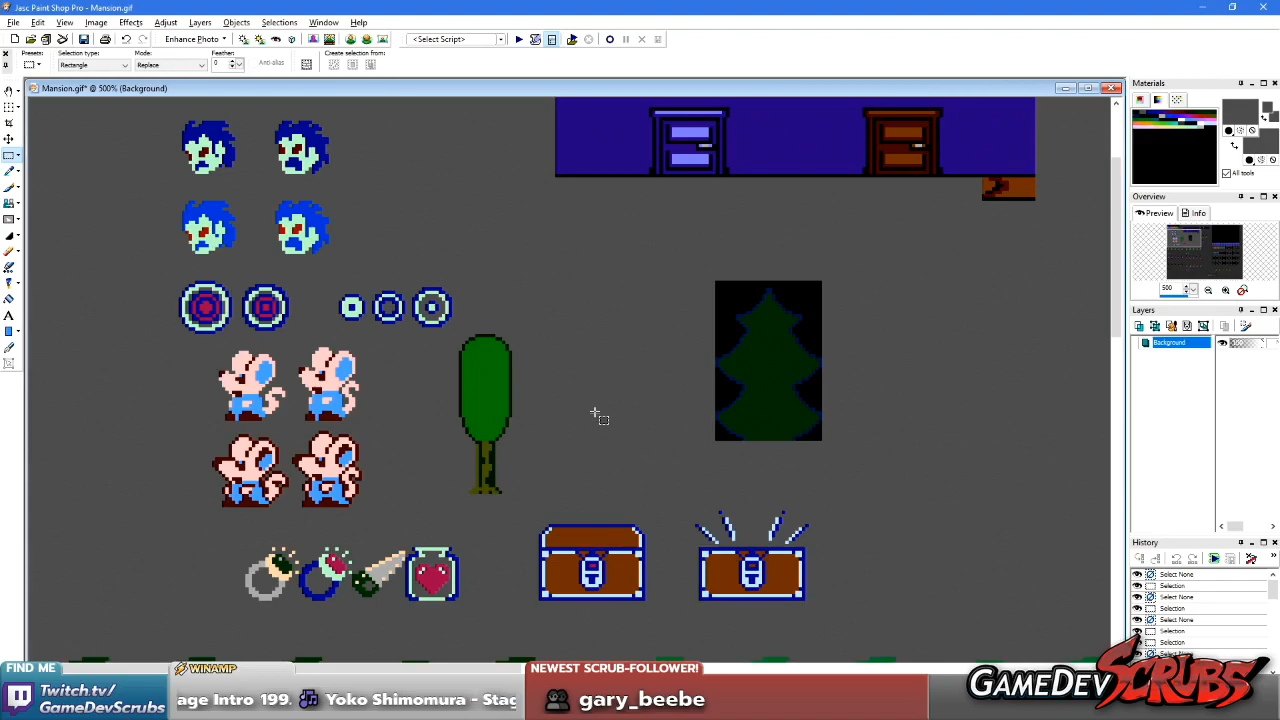 Jasc Paint Shop Pro - Mansion.gif
File Edit View Image Effects Adjust Layers Objects Selections Window Help
Enhance Photo
<Select Script>
Presets: Selection type: Mode: Feather: Create selection from:
Rectangle Replace 0 Anti-alias
Mansion.gif* @ 500% (Background)
Materials
All tools
Overview
Preview Info
500
Layers
Background
History
Select None
Selection
Select None
Selection
Select None
Selection
Selection
FIND ME
Twitch.tv/
GameDevScrubs
WINAMP
age Intro 199. Yoko Shimomura - Stag
NEWEST SCRUB-FOLLOWER!
gary_beebe
GAMEDEV SCRUBS